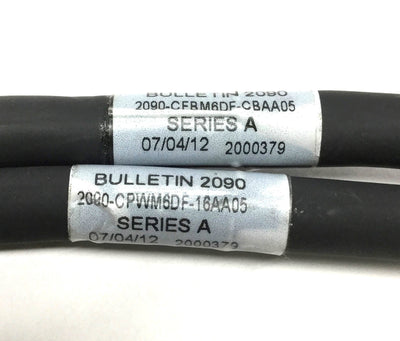 BULLETIN 2090
2090-CFBM6DF-CBAA05
SERIES A
07/04/12 2000379
BULLETIN 2090
2090-CPWM6DF-16AA05
SERIES A
07/04/12 2000379